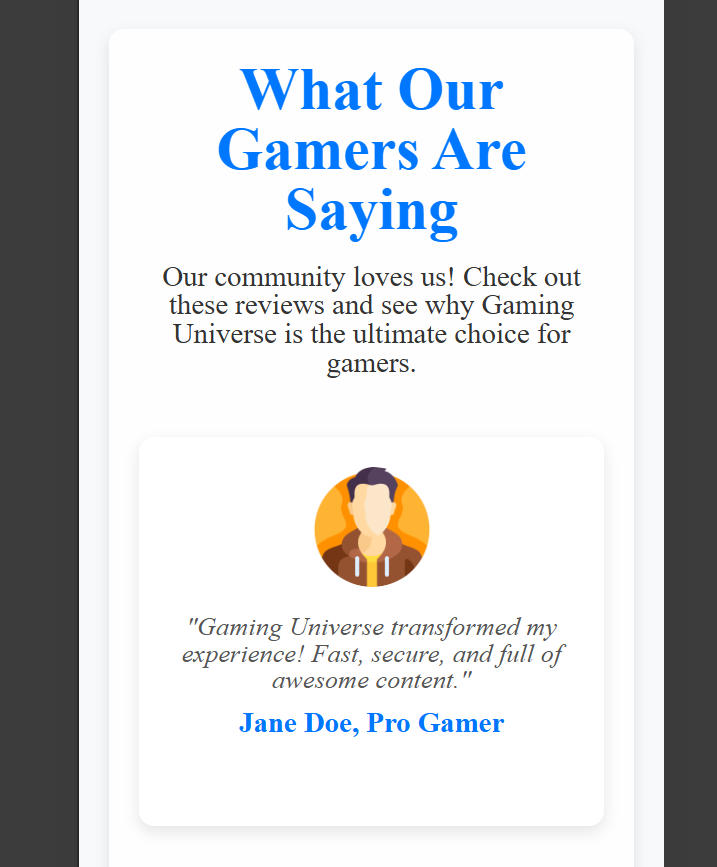 What Our
Gamers Are
Saying
Our community loves us! Check out
these reviews and see why Gaming
Universe is the ultimate choice for
gamers.
"Gaming Universe transformed my
experience! Fast, secure, and full of
awesome content."
Jane Doe, Pro Gamer